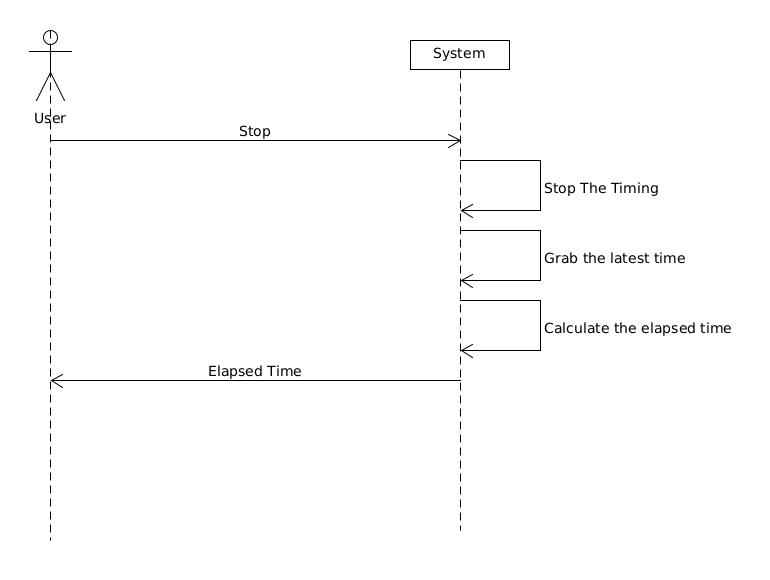 System
User
Stop
Stop The Timing
Grab the latest time
Calculate the elapsed time
Elapsed Time